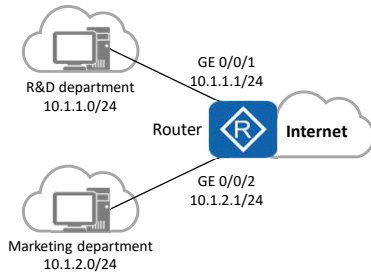 GE 0/0/1
10.1.1.1/24
R&D department
10.1.1.0/24
Router
R
Internet
GE 0/0/2
10.1.2.1/24
Marketing department
10.1.2.0/24